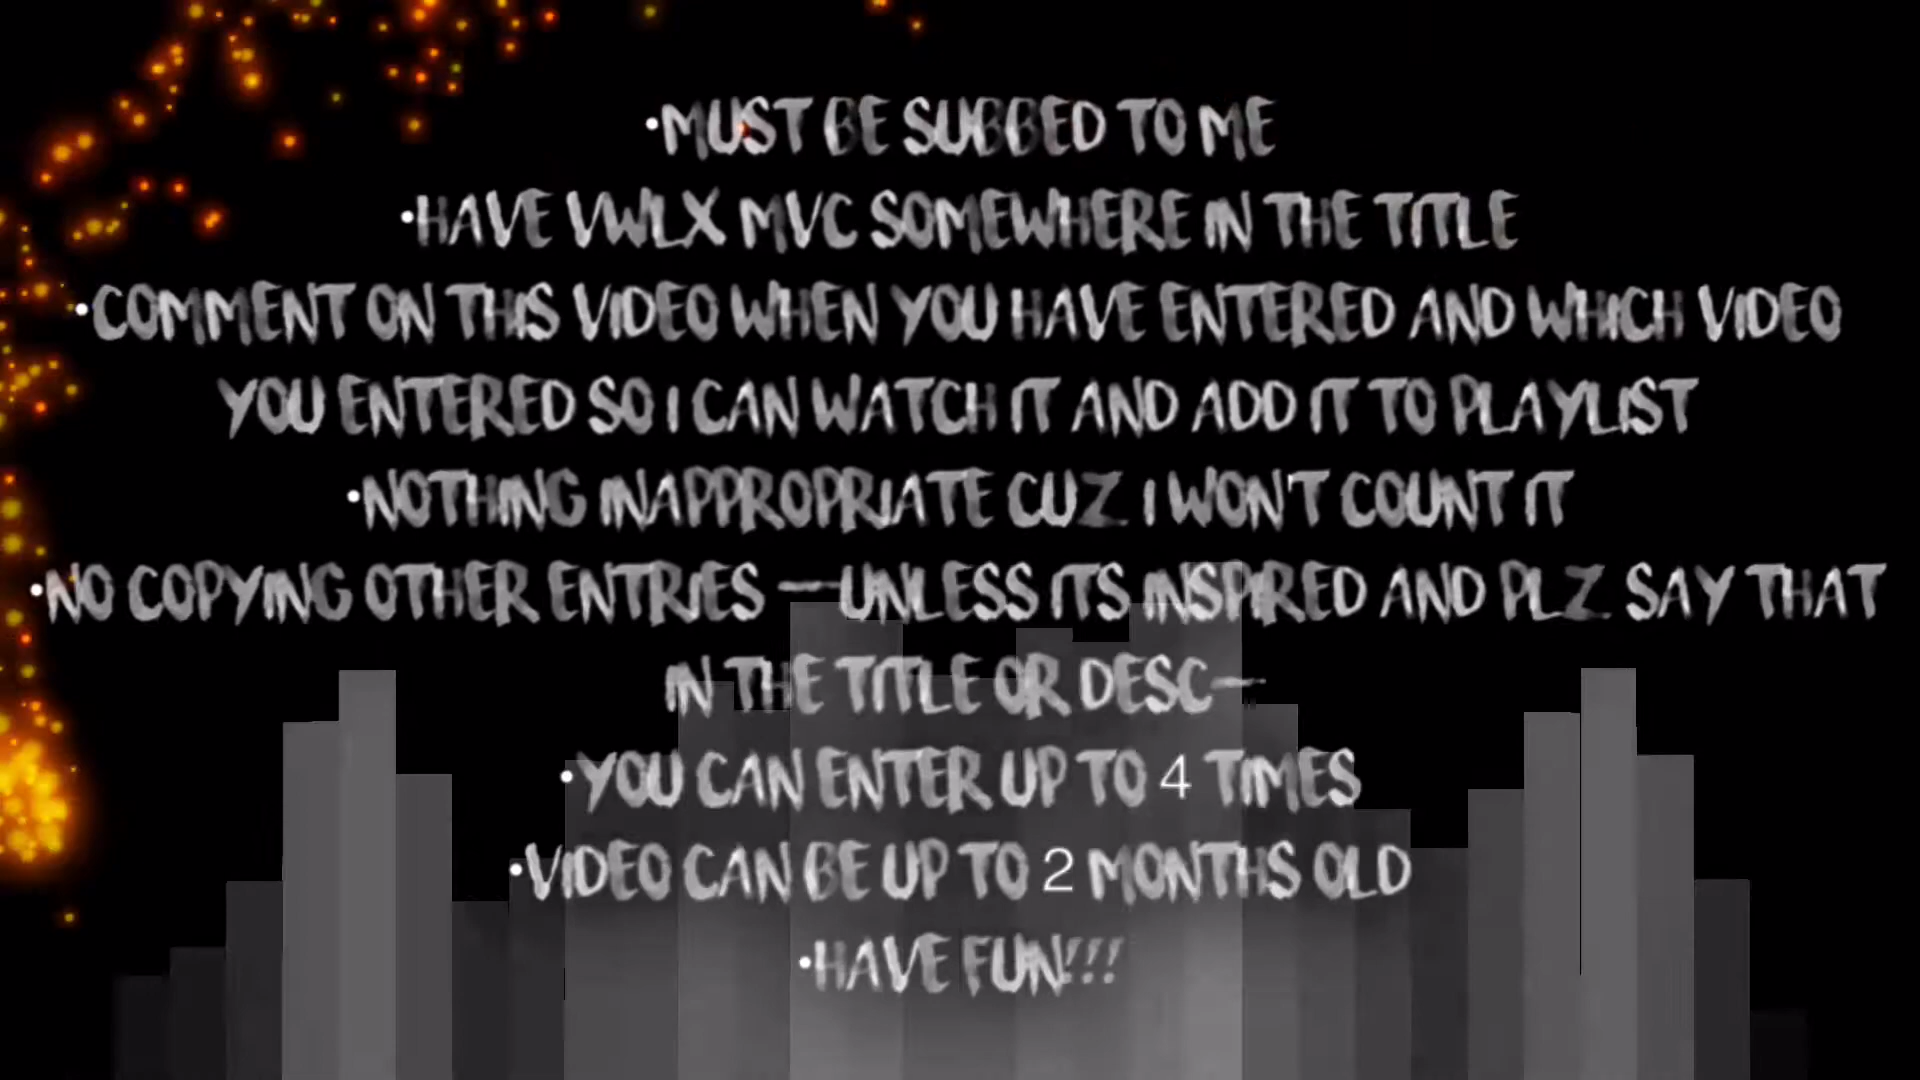 •MUST BE SUBBED TO ME
•HAVE VWLX MVC SOMEWHERE IN THE TITLE
•COMMENT ON THIS VIDEO WHEN YOU HAVE ENTERED AND WHICH VIDEO
YOU ENTERED SO I CAN WATCH IT AND ADD IT TO PLAYLIST
•NOTHING INAPPROPRIATE CUZ I WON'T COUNT IT
•NO COPYING OTHER ENTRIES —UNLESS ITS INSPIRED AND PLZ SAY THAT
IN THE TITLE OR DESC—
•YOU CAN ENTER UP TO 4 TIMES
•VIDEO CAN BE UP TO 2 MONTHS OLD
•HAVE FUN!!!